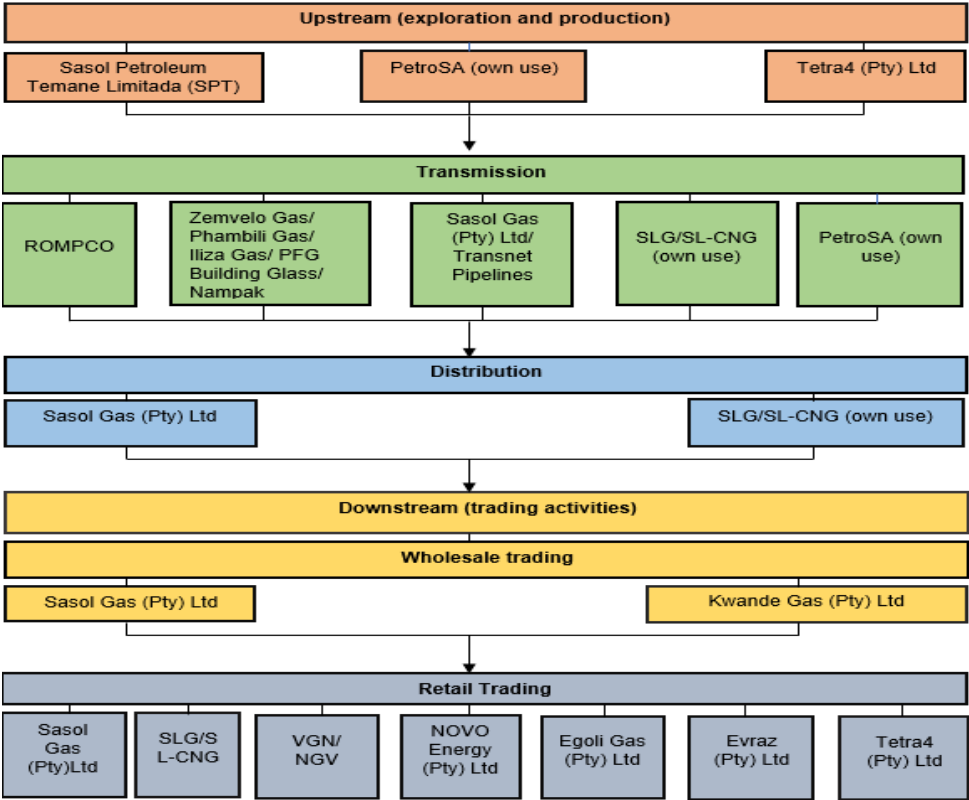 Upstream (exploration and production)
Sasol Petroleum
Temane Limitada (SPT)
PetroSA (own use)
Tetra4 (Pty) Ltd
Transmission
ROMPCO
Zemvelo Gas/
Phambili Gas/
Iliza Gas/ PFG
Building Glass/
Nampak
Sasol Gas
(Pty) Ltd/
Transnet
Pipelines
SLG/SL-CNG
(own use)
PetroSA (own
use)
Distribution
Sasol Gas (Pty) Ltd
SLG/SL-CNG (own use)
Downstream (trading activities)
Wholesale trading
Sasol Gas (Pty) Ltd
Kwande Gas (Pty) Ltd
Retail Trading
Sasol
Gas
(Pty)Ltd
SLG/S
L-CNG
VGN/
NGV
NOVO
Energy
(Pty) Ltd
Egoli Gas
(Pty) Ltd
Evraz
(Pty) Ltd
Tetra4
(Pty) Ltd